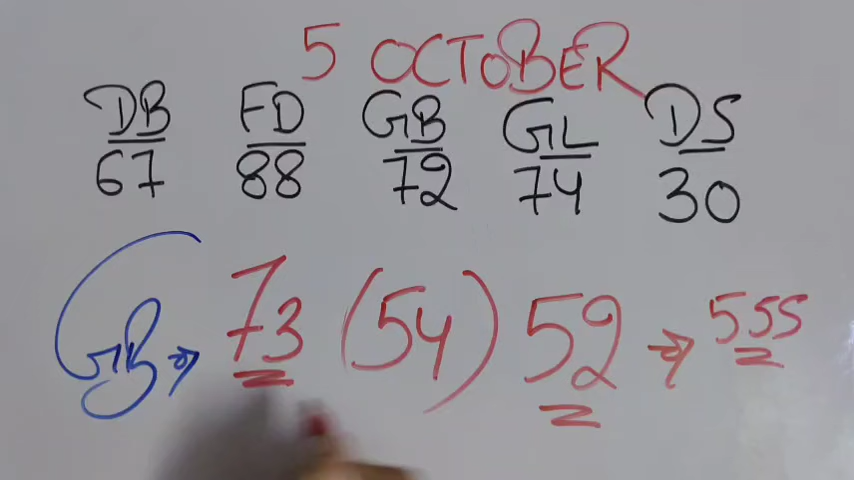 5 OCTOBER
DB FD GB GL DS
67 88 72 74 30
GB → 73 (54) 52 → 555